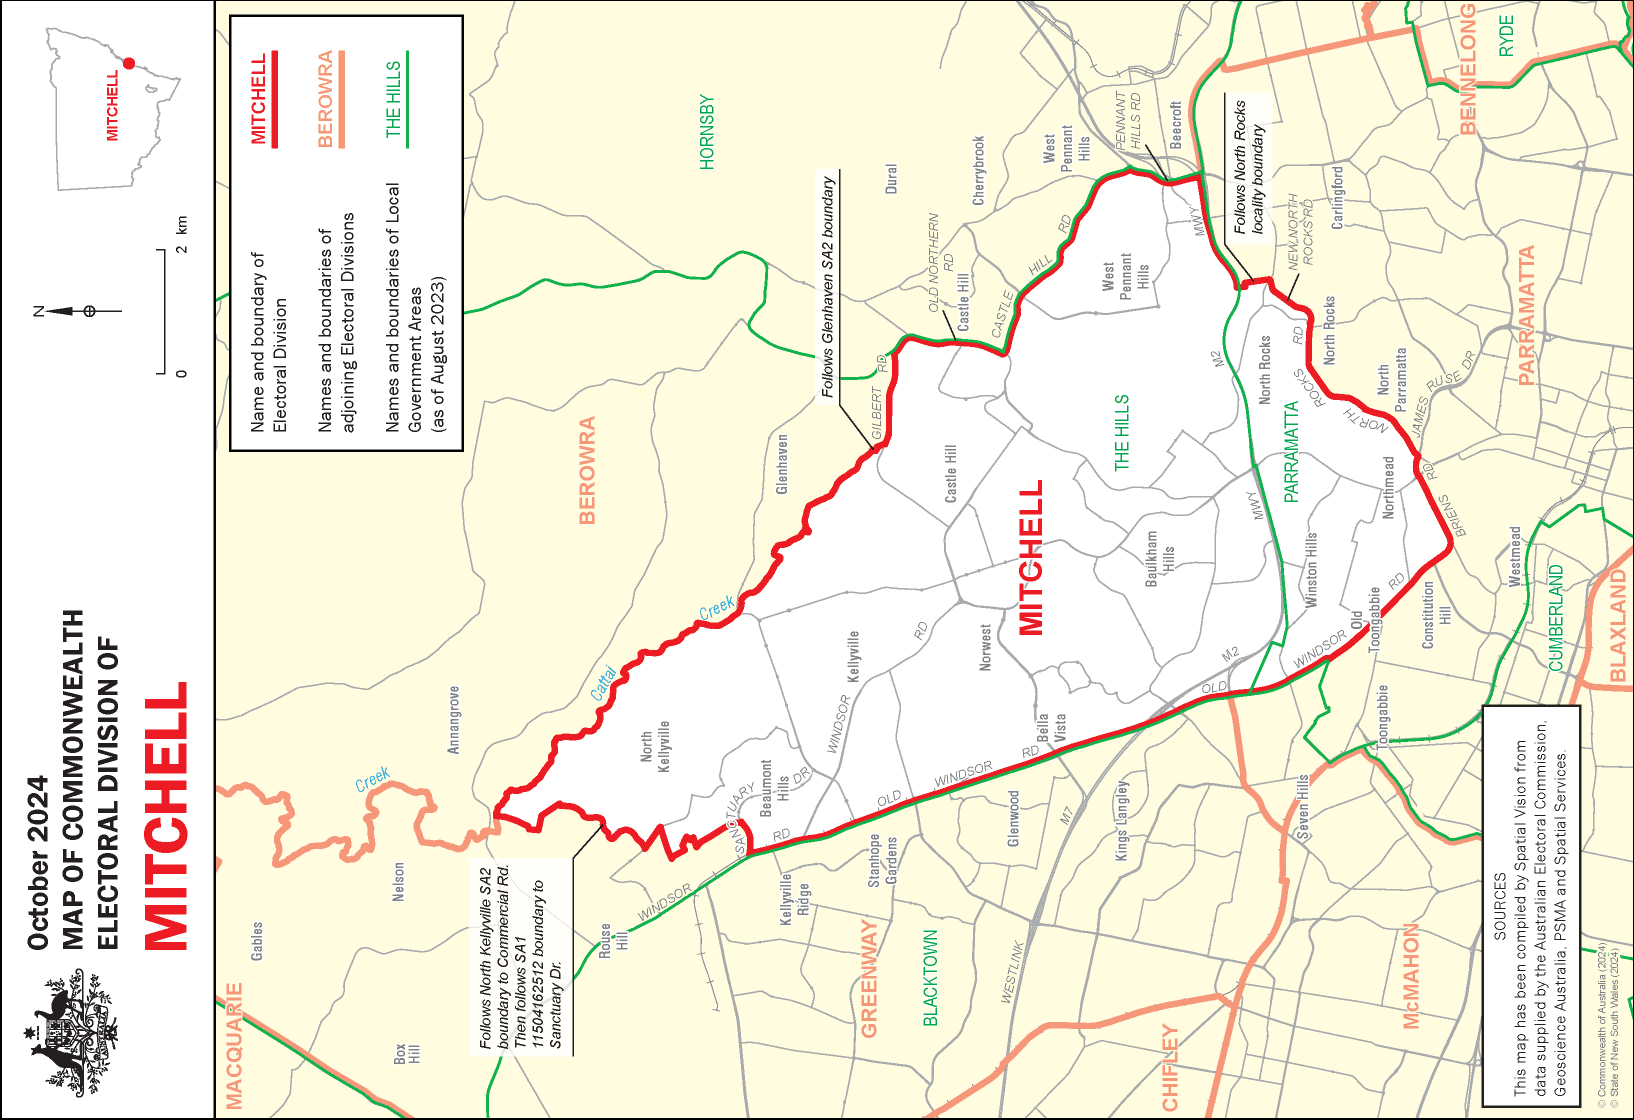 October 2024
MAP OF COMMONWEALTH
ELECTORAL DIVISION OF
MITCHELL
N
0
2 km
MITCHELL
Name and boundary of
Electoral Division
MITCHELL
Names and boundaries of
adjoining Electoral Divisions
BEROWRA
Names and boundaries of Local
Government Areas
(as of August 2023)
THE HILLS
MACQUARIE
Gables
Box
Hill
Nelson
Creek
Annangrove
BEROWRA
HORNSBY
Follows North Kellyville SA2
boundary to Commercial Rd.
Then follows SA1
11504162512 boundary to
Sanctuary Dr.
Rouse
Hill
WINDSOR
RD
Cattai
Creek
North
Kellyville
SANCTUARY
DR
Beaumont
Hills
Glenhaven
Follows Glenhaven SA2 boundary
GILBERT
RD
Dural
OLD NORTHERN
RD
Castle Hill
Cherrybrook
CASTLE
HILL
RD
West
Pennant
Hills
PENNANT
HILLS RD
Beecroft
Follows North Rocks
locality boundary
NEW NORTH
ROCKS RD
Carlingford
Kellyville
Ridge
Stanhope
Gardens
Kellyville
WINDSOR
RD
OLD
WINDSOR
RD
Castle Hill
Norwest
MITCHELL
THE HILLS
West
Pennant
Hills
MWY
M2
Bella
Vista
Glenwood
M7
WESTLINK
Kings Langley
Baulkham
Hills
MWY
M2
OLD
WINDSOR
RD
Winston Hills
PARRAMATTA
North Rocks
NORTH
ROCKS
RD
North Rocks
North
Parramatta
Northmead
JAMES
RUSE DR
BRIENS
RD
Old
Toongabbie
Constitution
Hill
Toongabbie
Seven Hills
Westmead
GREENWAY
BLACKTOWN
CHIFLEY
McMAHON
CUMBERLAND
BLAXLAND
PARRAMATTA
BENNELONG
RYDE
SOURCES
This map has been compiled by Spatial Vision from
data supplied by the Australian Electoral Commission,
Geoscience Australia, PSMA and Spatial Services.
© Commonwealth of Australia (2024)
© State of New South Wales (2024)